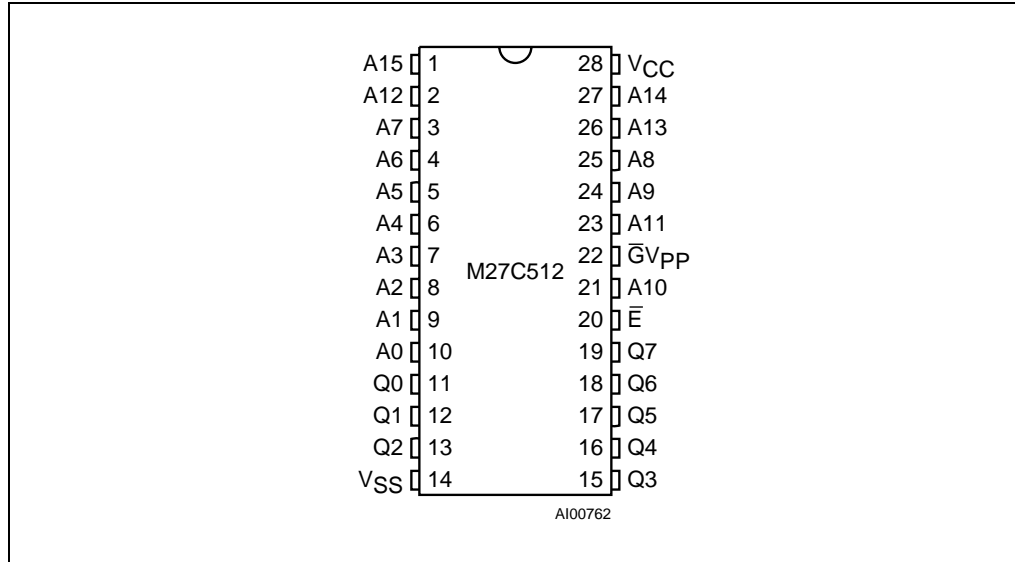 A15 1 28 VCC
A12 2 27 A14
A7 3 26 A13
A6 4 25 A8
A5 5 24 A9
A4 6 23 A11
A3 7 22 G̅VPP
M27C512
A2 8 21 A10
A1 9 20 E̅
A0 10 19 Q7
Q0 11 18 Q6
Q1 12 17 Q5
Q2 13 16 Q4
VSS 14 15 Q3
AI00762